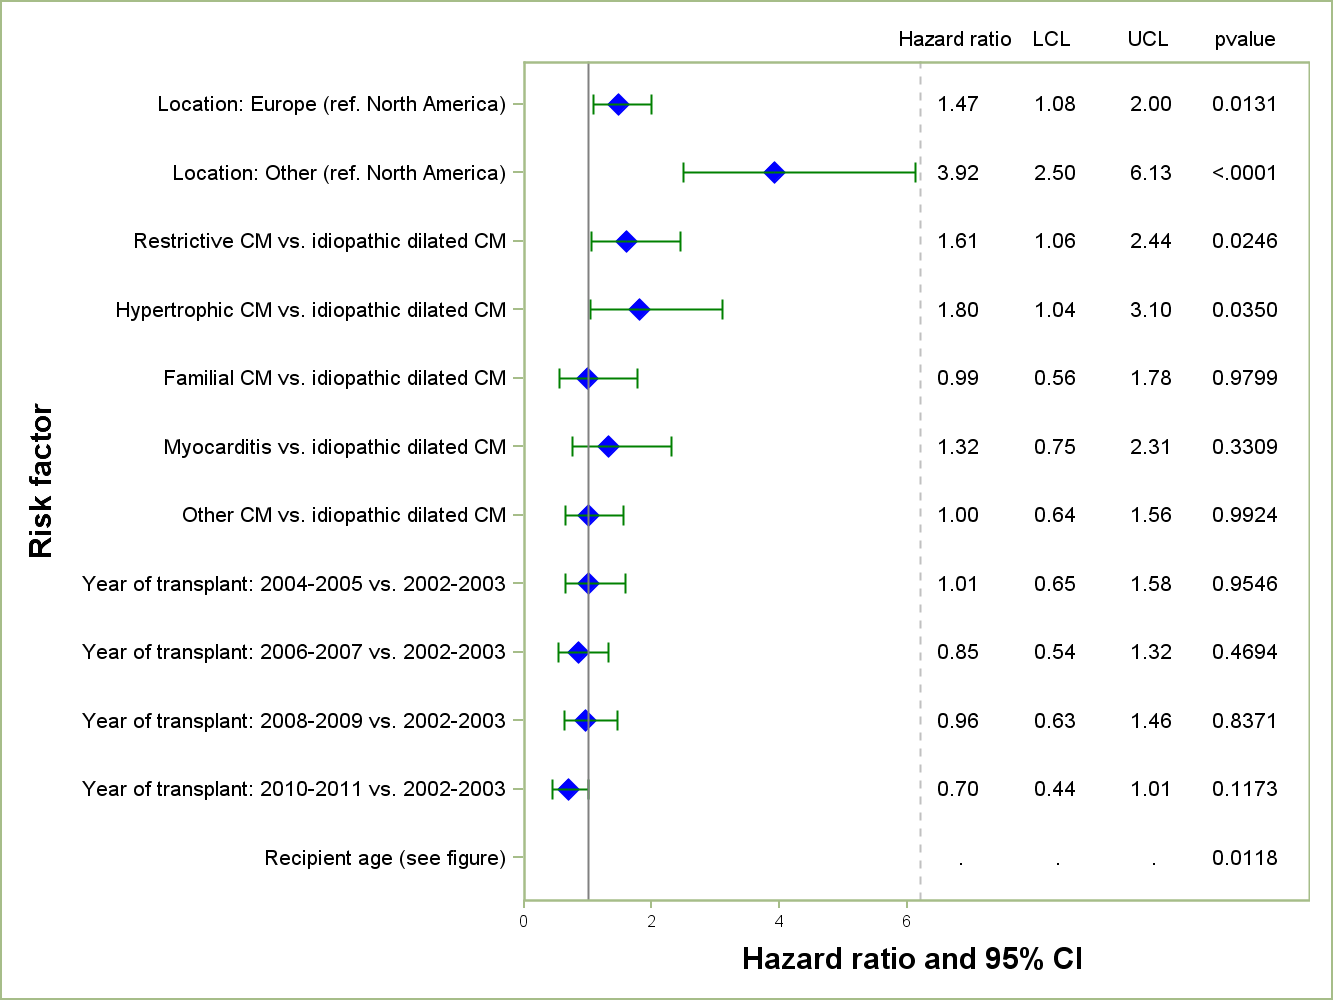 Hazard ratio LCL UCL pvalue
Location: Europe (ref. North America) 1.47 1.08 2.00 0.0131
Location: Other (ref. North America) 3.92 2.50 6.13 <.0001
Restrictive CM vs. idiopathic dilated CM 1.61 1.06 2.44 0.0246
Hypertrophic CM vs. idiopathic dilated CM 1.80 1.04 3.10 0.0350
Familial CM vs. idiopathic dilated CM 0.99 0.56 1.78 0.9799
Myocarditis vs. idiopathic dilated CM 1.32 0.75 2.31 0.3309
Other CM vs. idiopathic dilated CM 1.00 0.64 1.56 0.9924
Year of transplant: 2004-2005 vs. 2002-2003 1.01 0.65 1.58 0.9546
Year of transplant: 2006-2007 vs. 2002-2003 0.85 0.54 1.32 0.4694
Year of transplant: 2008-2009 vs. 2002-2003 0.96 0.63 1.46 0.8371
Year of transplant: 2010-2011 vs. 2002-2003 0.70 0.44 1.01 0.1173
Recipient age (see figure) . . . 0.0118
Risk factor
0 2 4 6
Hazard ratio and 95% CI